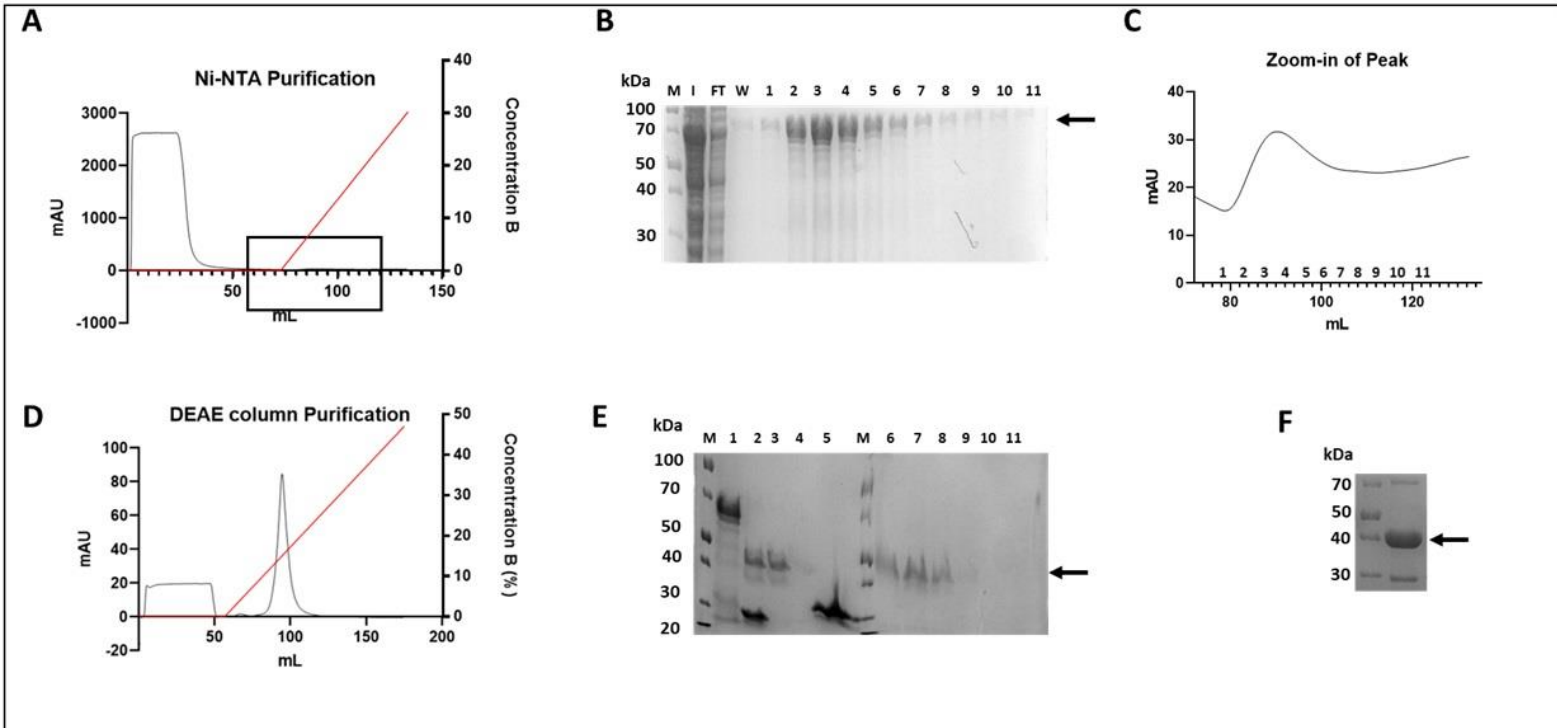 A
Ni-NTA Purification
3000
2000
1000
0
-1000
mAU
50
100
150
mL
40
30
20
10
0
Concentration B
B
kDa
M I FT W 1 2 3 4 5 6 7 8 9 10 11
100
70
50
40
30
C
Zoom-in of Peak
40
30
20
10
0
mAU
1 2 3 4 5 6 7 8 9 10 11
80
100
120
mL
D
DEAE column Purification
100
80
60
40
20
0
-20
mAU
50
100
150
200
mL
50
40
30
20
10
0
Concentration B (%)
E
kDa
M 1 2 3 4 5 M 6 7 8 9 10 11
100
70
50
40
30
20
F
kDa
70
50
40
30